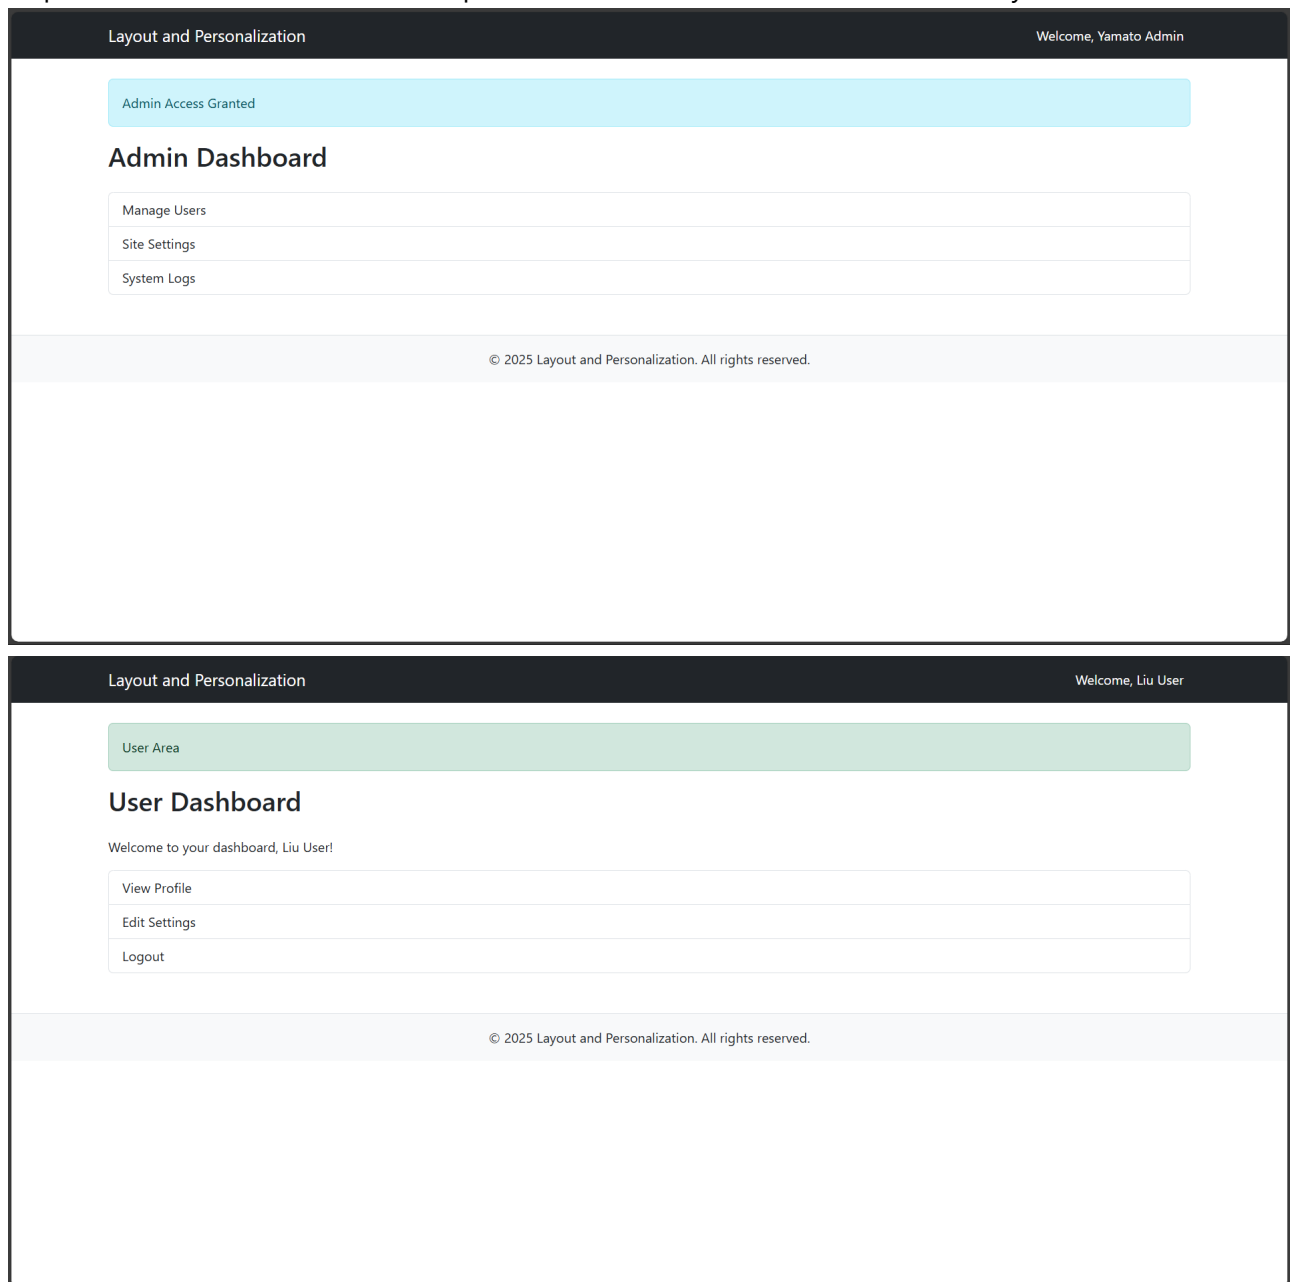 Layout and Personalization
Welcome, Yamato Admin
Admin Access Granted
Admin Dashboard
Manage Users
Site Settings
System Logs
© 2025 Layout and Personalization. All rights reserved.
Layout and Personalization
Welcome, Liu User
User Area
User Dashboard
Welcome to your dashboard, Liu User!
View Profile
Edit Settings
Logout
© 2025 Layout and Personalization. All rights reserved.